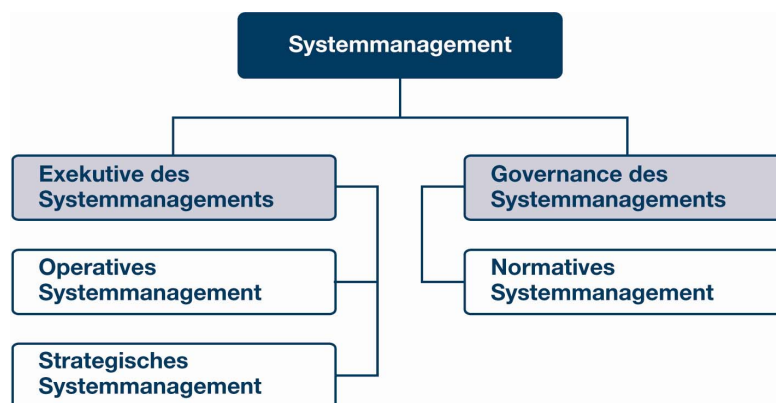 Systemmanagement
Exekutive des
Systemmanagements
Governance des
Systemmanagements
Operatives
Systemmanagement
Normatives
Systemmanagement
Strategisches
Systemmanagement